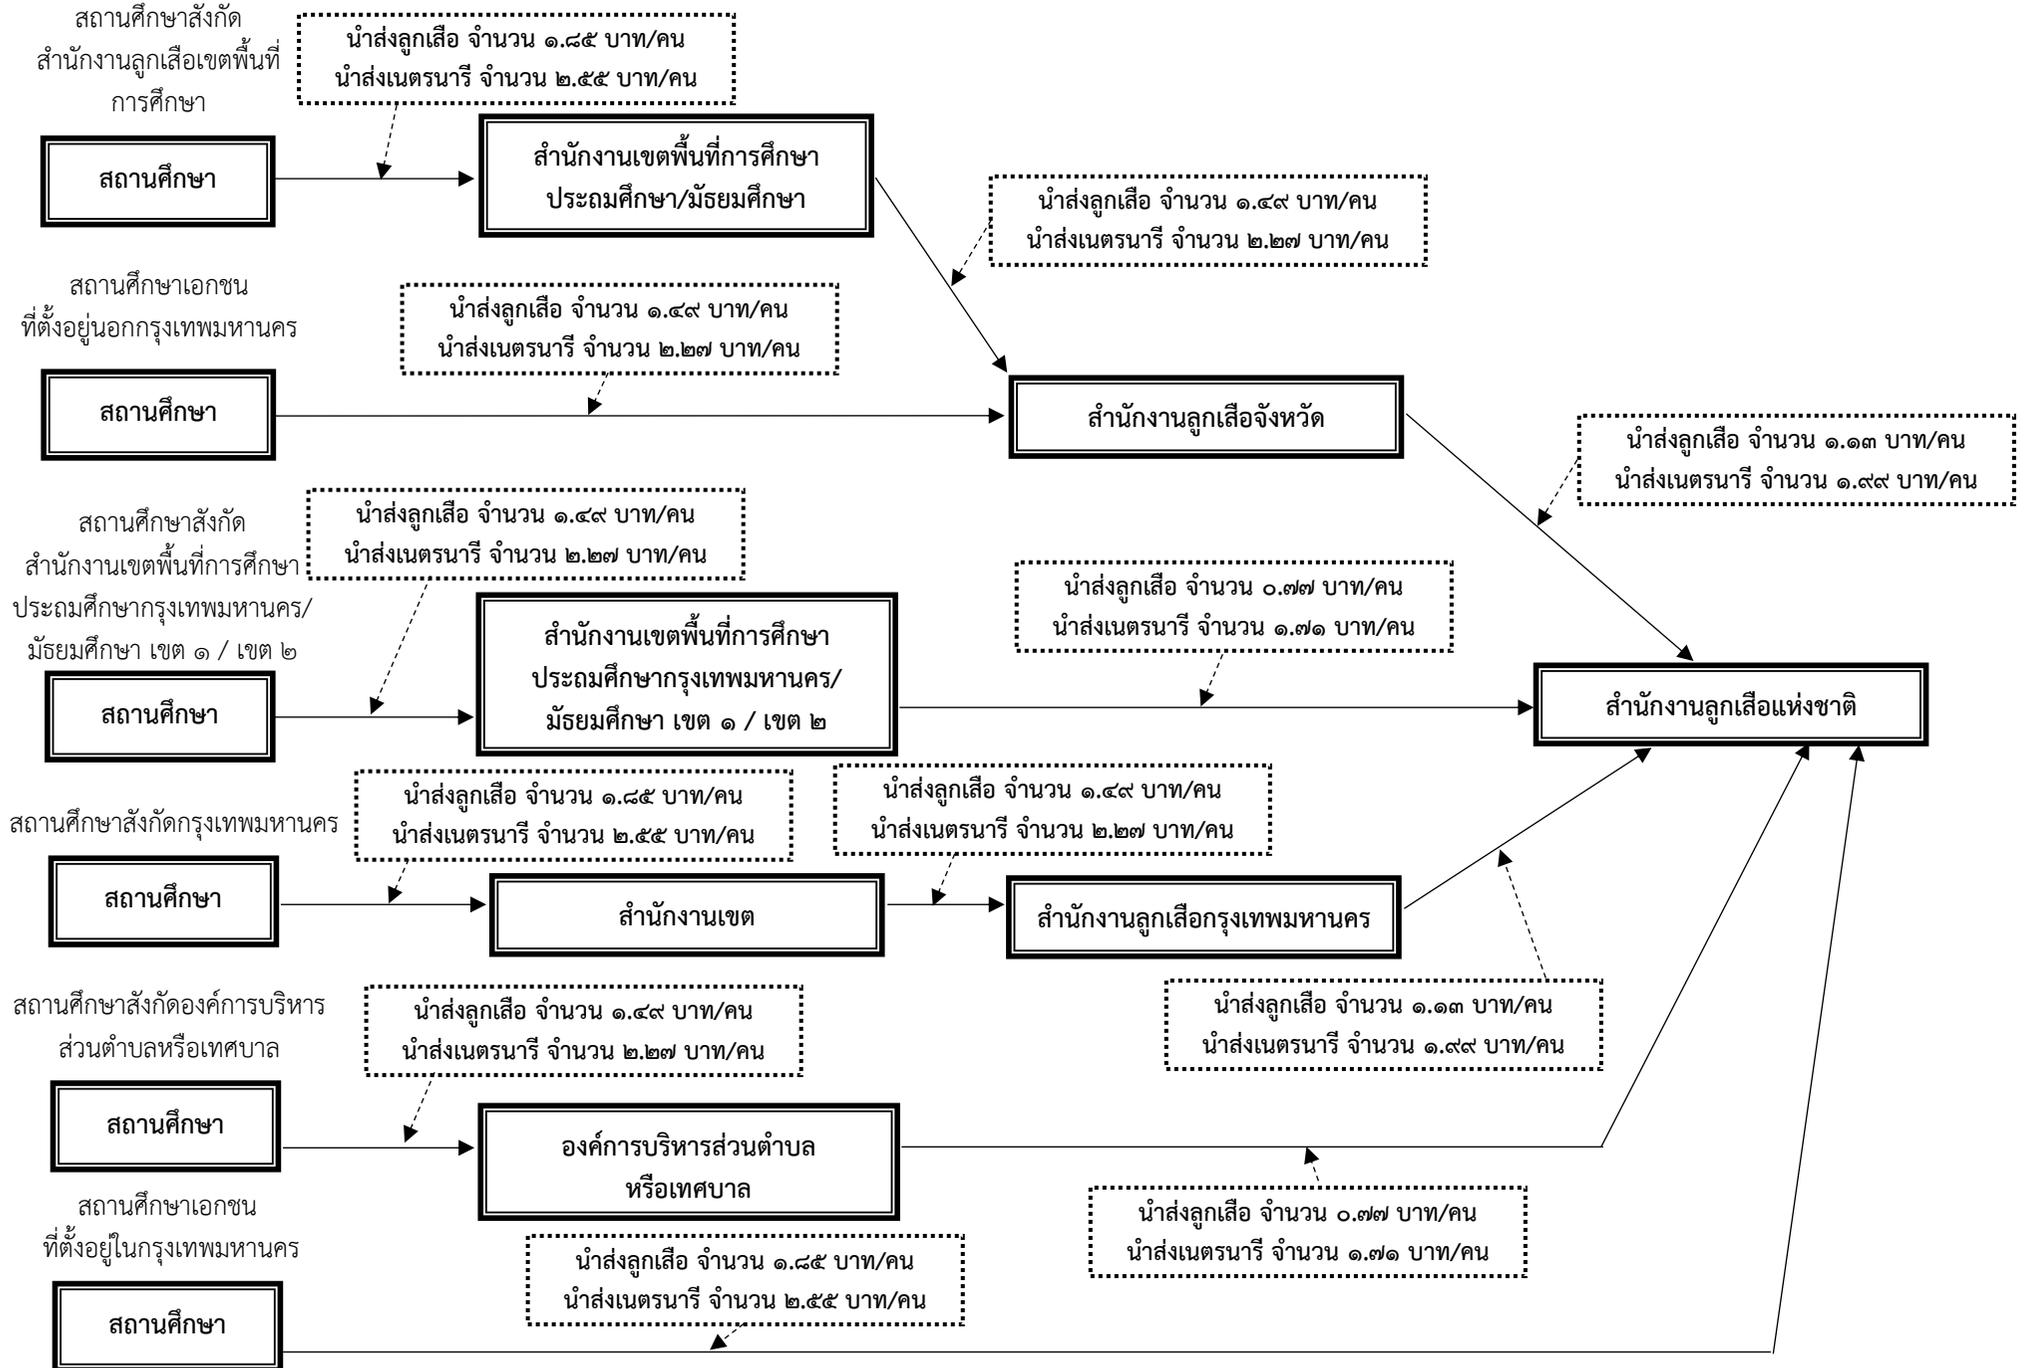 สถานศึกษาสังกัด
สำนักงานลูกเสือเขตพื้นที่
การศึกษา
นำส่งลูกเสือ จำนวน ๑.๘๕ บาท/คน
นำส่งเนตรนารี จำนวน ๒.๕๕ บาท/คน
สถานศึกษา
สำนักงานเขตพื้นที่การศึกษา
ประถมศึกษา/มัธยมศึกษา
นำส่งลูกเสือ จำนวน ๑.๔๙ บาท/คน
นำส่งเนตรนารี จำนวน ๒.๒๗ บาท/คน
สถานศึกษาเอกชน
ที่ตั้งอยู่นอกกรุงเทพมหานคร
นำส่งลูกเสือ จำนวน ๑.๔๙ บาท/คน
นำส่งเนตรนารี จำนวน ๒.๒๗ บาท/คน
สถานศึกษา
สำนักงานลูกเสือจังหวัด
นำส่งลูกเสือ จำนวน ๑.๑๓ บาท/คน
นำส่งเนตรนารี จำนวน ๑.๙๙ บาท/คน
สถานศึกษาสังกัด
สำนักงานเขตพื้นที่การศึกษา
ประถมศึกษากรุงเทพมหานคร/
มัธยมศึกษา เขต ๑ / เขต ๒
นำส่งลูกเสือ จำนวน ๑.๔๙ บาท/คน
นำส่งเนตรนารี จำนวน ๒.๒๗ บาท/คน
สถานศึกษา
สำนักงานเขตพื้นที่การศึกษา
ประถมศึกษากรุงเทพมหานคร/
มัธยมศึกษา เขต ๑ / เขต ๒
นำส่งลูกเสือ จำนวน ๐.๗๗ บาท/คน
นำส่งเนตรนารี จำนวน ๑.๗๑ บาท/คน
สำนักงานลูกเสือแห่งชาติ
สถานศึกษาสังกัดกรุงเทพมหานคร
นำส่งลูกเสือ จำนวน ๑.๘๕ บาท/คน
นำส่งเนตรนารี จำนวน ๒.๕๕ บาท/คน
นำส่งลูกเสือ จำนวน ๑.๔๙ บาท/คน
นำส่งเนตรนารี จำนวน ๒.๒๗ บาท/คน
สถานศึกษา
สำนักงานเขต
สำนักงานลูกเสือกรุงเทพมหานคร
นำส่งลูกเสือ จำนวน ๑.๑๓ บาท/คน
นำส่งเนตรนารี จำนวน ๑.๙๙ บาท/คน
สถานศึกษาสังกัดองค์การบริหาร
ส่วนตำบลหรือเทศบาล
นำส่งลูกเสือ จำนวน ๑.๔๙ บาท/คน
นำส่งเนตรนารี จำนวน ๒.๒๗ บาท/คน
สถานศึกษา
องค์การบริหารส่วนตำบล
หรือเทศบาล
นำส่งลูกเสือ จำนวน ๐.๗๗ บาท/คน
นำส่งเนตรนารี จำนวน ๑.๗๑ บาท/คน
สถานศึกษาเอกชน
ที่ตั้งอยู่ในกรุงเทพมหานคร
นำส่งลูกเสือ จำนวน ๑.๘๕ บาท/คน
นำส่งเนตรนารี จำนวน ๒.๕๕ บาท/คน
สถานศึกษา